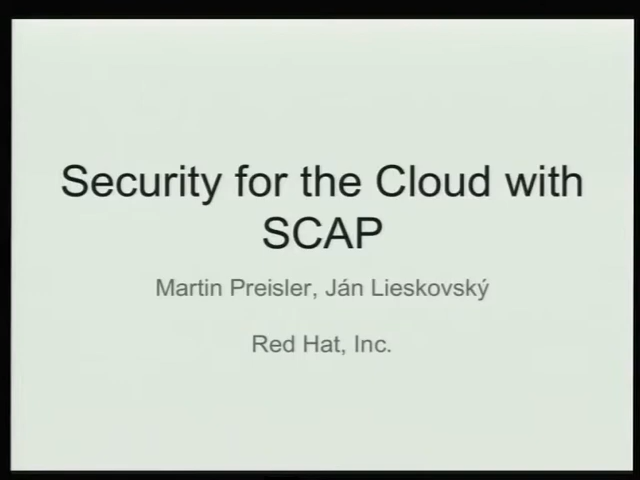 Security for the Cloud with
SCAP
Martin Preisler, Ján Lieskovský
Red Hat, Inc.